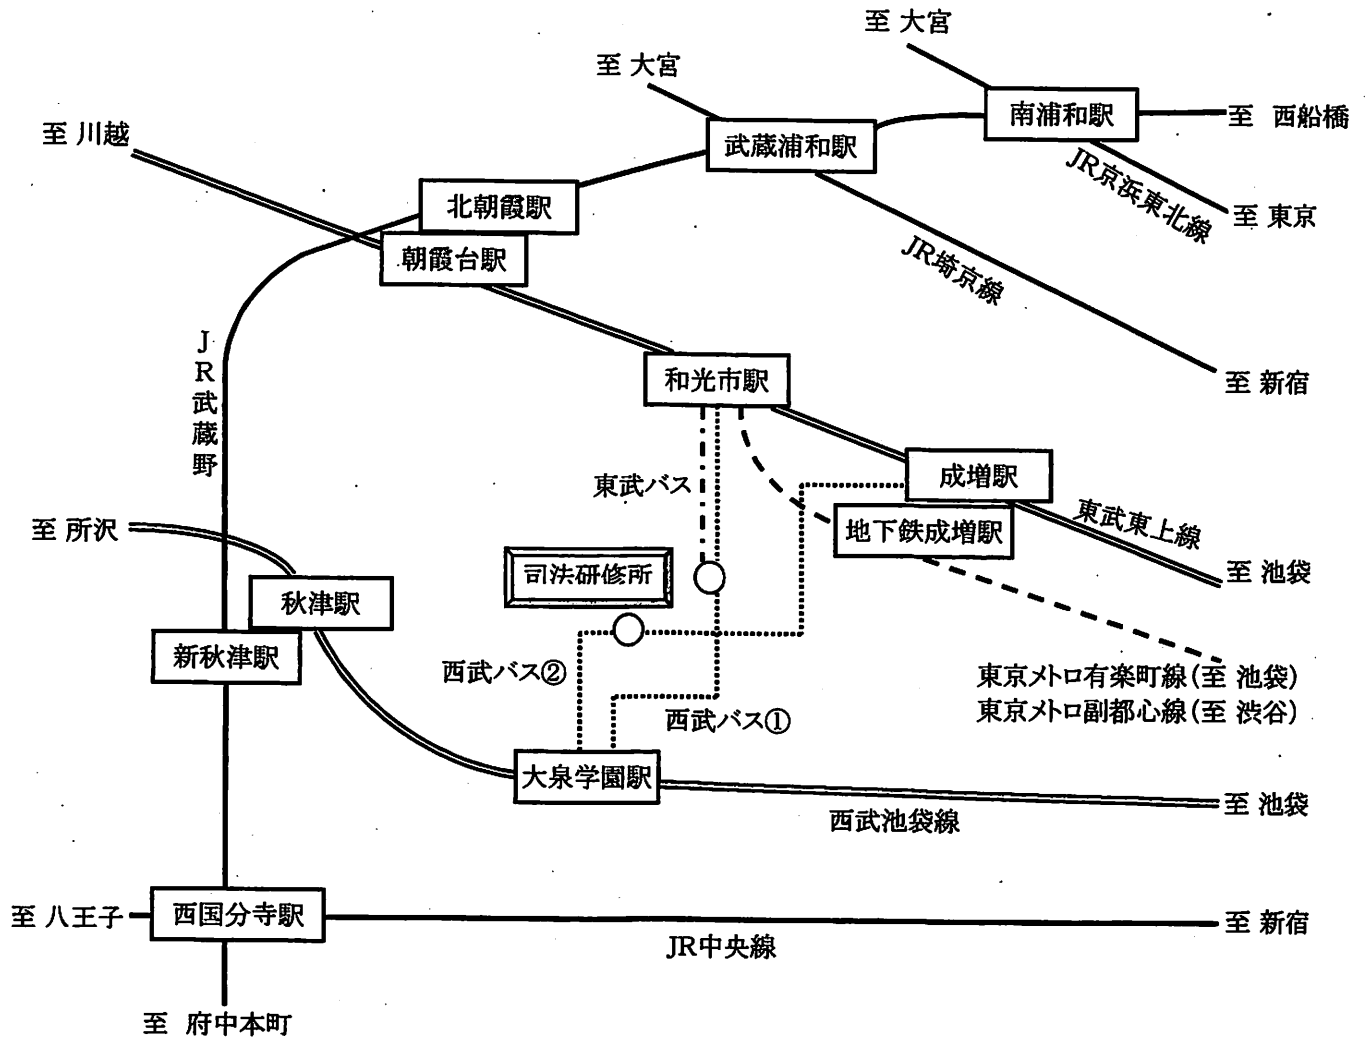 至 大宮
至 大宮
南浦和駅
至 西船橋
至 川越
武蔵浦和駅
JR京浜東北線
北朝霞駅
至 東京
朝霞台駅
JR埼京線
JR武蔵野
和光市駅
至 新宿
東武バス
成増駅
地下鉄成増駅
東武東上線
至 所沢
司法研修所
至 池袋
秋津駅
新秋津駅
西武バス②
東京メトロ有楽町線(至 池袋)
東京メトロ副都心線(至 渋谷)
西武バス①
大泉学園駅
西武池袋線
至 池袋
至 八王子
西国分寺駅
至 新宿
JR中央線
至 府中本町